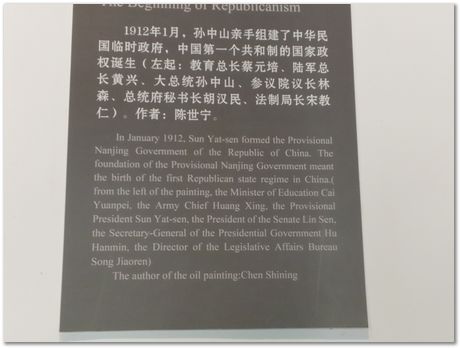 The Beginning of Republicanism
1912年1月，孙中山亲手组建了中华民
国临时政府，中国第一个共和制的国家政
权诞生（左起：教育总长蔡元培、陆军总
长黄兴、大总统孙中山、参议院议长林
森、总统府秘书长胡汉民、法制局长宋教
仁）。作者：陈世宁。
In January 1912, Sun Yat-sen formed the Provisional
Nanjing Government of the Republic of China. The
foundation of the Provisional Nanjing Government meant
the birth of the first Republican state regime in China.(
from the left of the painting, the Minister of Education Cai
Yuanpei, the Army Chief Huang Xing, the Provisional
President Sun Yat-sen, the President of the Senate Lin Sen,
the Secretary-General of the Presidential Government Hu
Hanmin, the Director of the Legislative Affairs Bureau
Song Jiaoren)
The author of the oil painting:Chen Shining